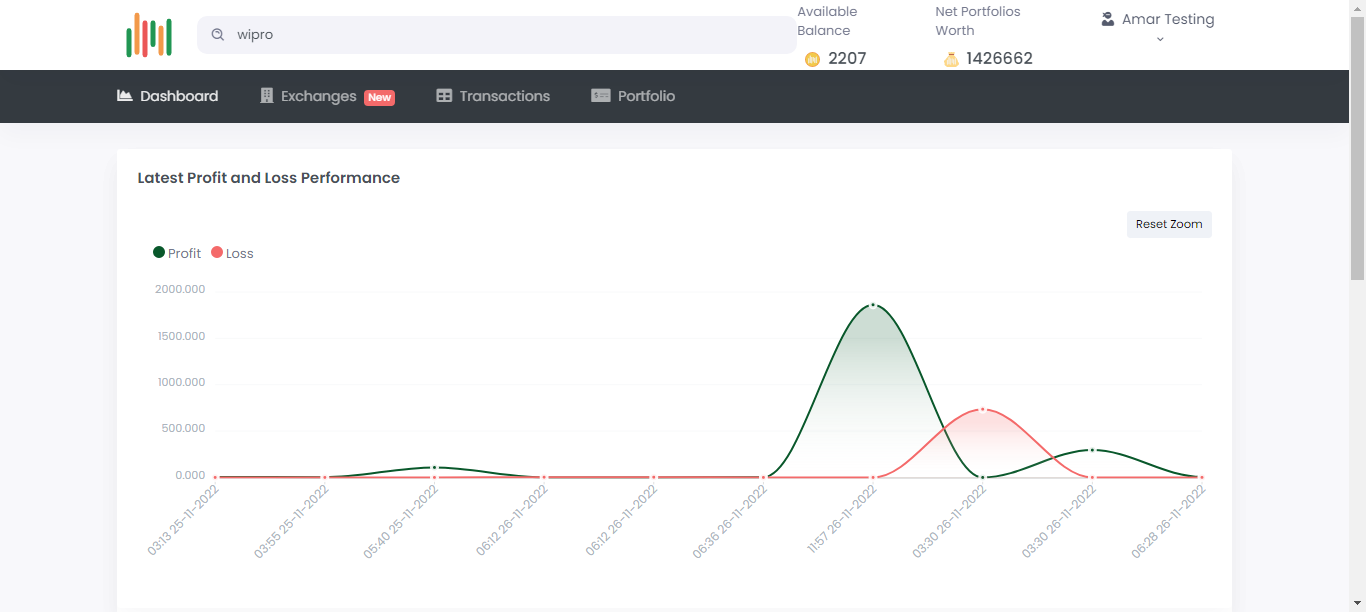 wipro
Available
Balance
2207
Net Portfolios
Worth
1426662
Amar Testing
Dashboard
Exchanges New
Transactions
Portfolio
Latest Profit and Loss Performance
Reset Zoom
Profit Loss
2000.000
1500.000
1000.000
500.000
0.000
03:13 25-11-2022
03:55 25-11-2022
05:40 25-11-2022
06:12 26-11-2022
06:12 26-11-2022
06:36 26-11-2022
11:57 26-11-2022
03:30 26-11-2022
03:30 26-11-2022
06:28 26-11-2022